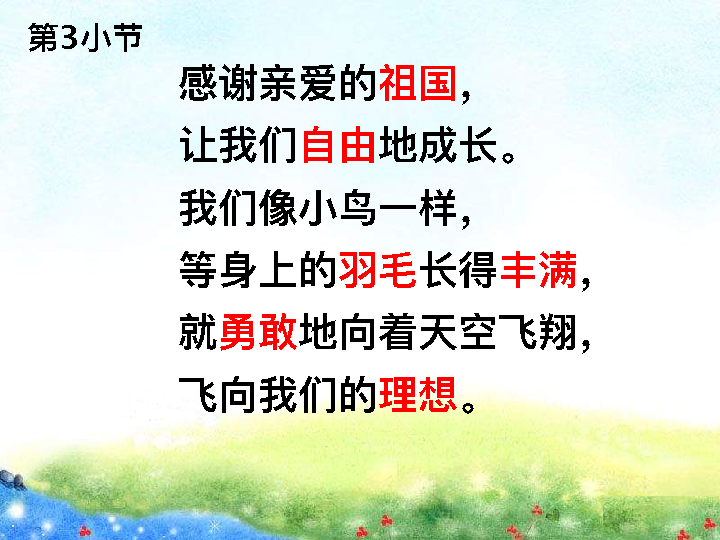 第3小节
感谢亲爱的祖国，
让我们自由地成长。
我们像小鸟一样，
等身上的羽毛长得丰满，
就勇敢地向着天空飞翔，
飞向我们的理想。